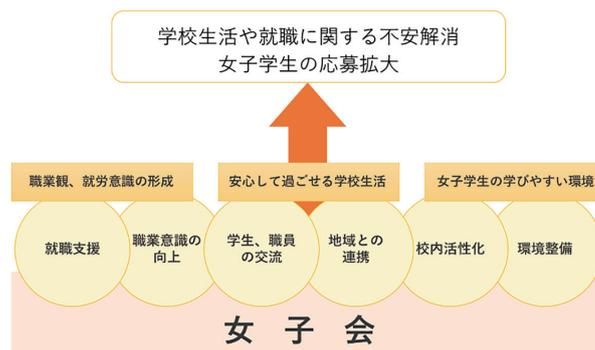 学校生活や就職に関する不安解消
女子学生の応募拡大
職業観、就労意識の形成
安心して過ごせる学校生活
女子学生の学びやすい環境
就職支援
職業意識の
向上
学生、職員
の交流
地域との
連携
校内活性化
環境整備
女 子 会